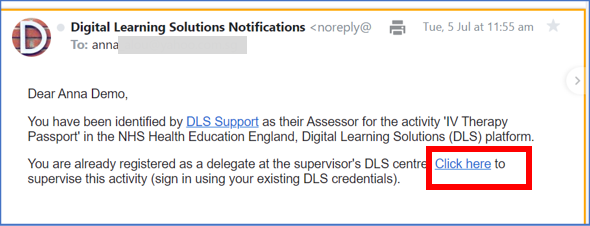 Digital Learning Solutions Notifications <noreply@ Tue, 5 Jul at 11:55 am
To: anna
Dear Anna Demo,
You have been identified by DLS Support as their Assessor for the activity 'IV Therapy
Passport' in the NHS Health Education England, Digital Learning Solutions (DLS) platform.
You are already registered as a delegate at the supervisor's DLS centre Click here to
supervise this activity (sign in using your existing DLS credentials).